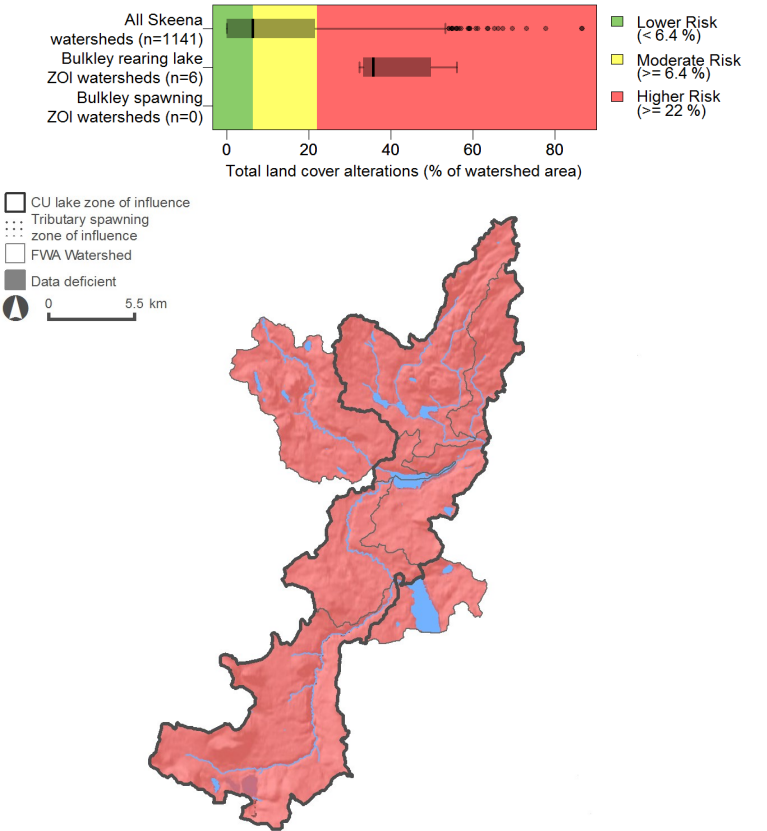 All Skeena
watersheds (n=1141)
Bulkley rearing lake
ZOI watersheds (n=6)
Bulkley spawning
ZOI watersheds (n=0)
0 20 40 60 80
Total land cover alterations (% of watershed area)
Lower Risk
(< 6.4 %)
Moderate Risk
(>= 6.4 %)
Higher Risk
(>= 22 %)
CU lake zone of influence
Tributary spawning
zone of influence
FWA Watershed
Data deficient
0 5.5 km